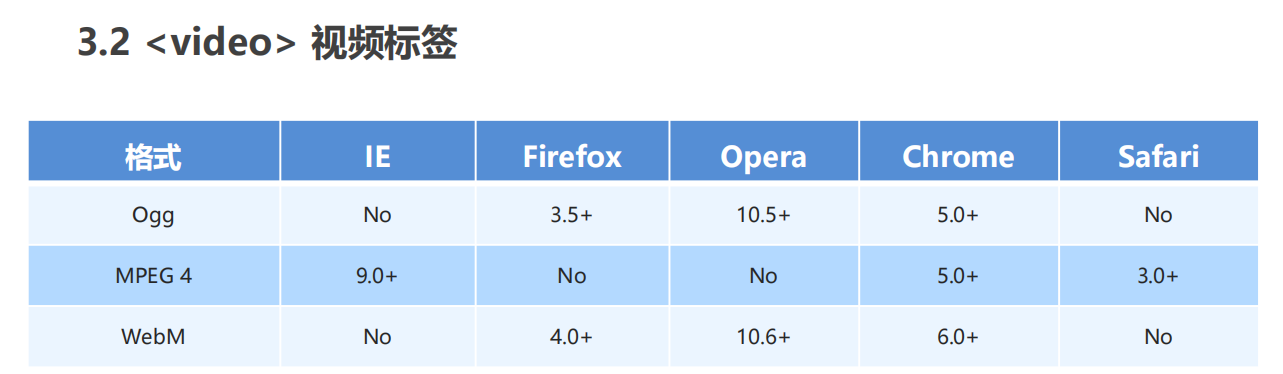 3.2 <video> 视频标签
格式 IE Firefox Opera Chrome Safari
Ogg No 3.5+ 10.5+ 5.0+ No
MPEG 4 9.0+ No No 5.0+ 3.0+
WebM No 4.0+ 10.6+ 6.0+ No